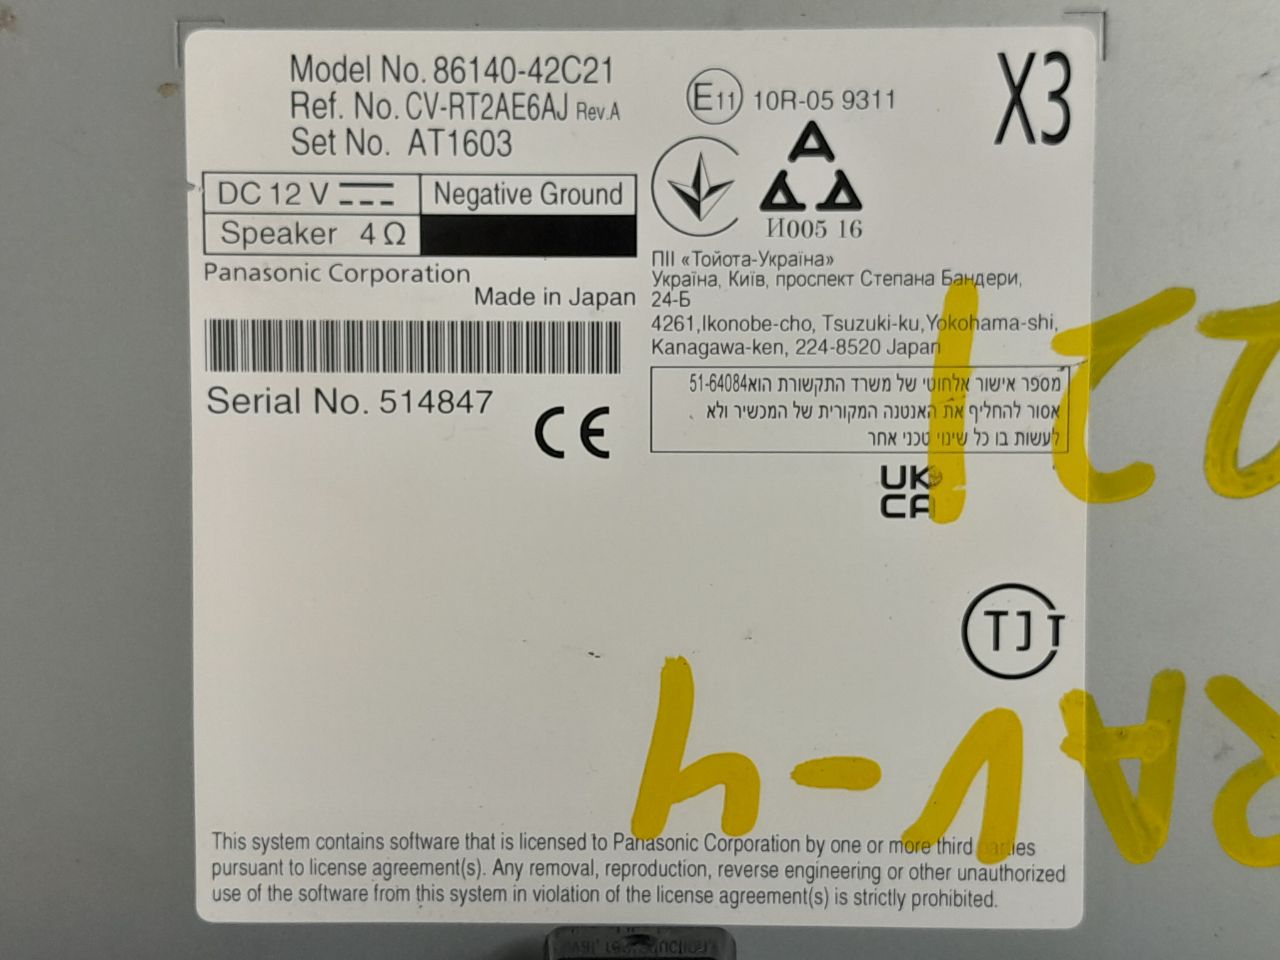 Model No. 86140-42C21
Ref. No. CV-RT2AE6AJ Rev.A
Set No. AT1603
DC 12 V
Negative Ground
Speaker 4 Ω
Panasonic Corporation
Made in Japan
Serial No. 514847
CE
E11 10R-05 9311
X3
И005 16
ПІІ «Тойота-Україна»
Україна, Київ, проспект Степана Бандери,
24-Б
4261,Ikonobe-cho, Tsuzuki-ku,Yokohama-shi,
Kanagawa-ken, 224-8520 Japan
מספר אישור אלחוטי של משרד התקשורת הוא51-64084
אסור להחליף את האנטנה המקורית של המכשיר ולא
לעשות בו כל שינוי טכני אחר
UK
CA
TJT
RAV-4
This system contains software that is licensed to Panasonic Corporation by one or more third parties
pursuant to license agreement(s). Any removal, reproduction, reverse engineering or other unauthorized
use of the software from this system in violation of the license agreement(s) is strictly prohibited.